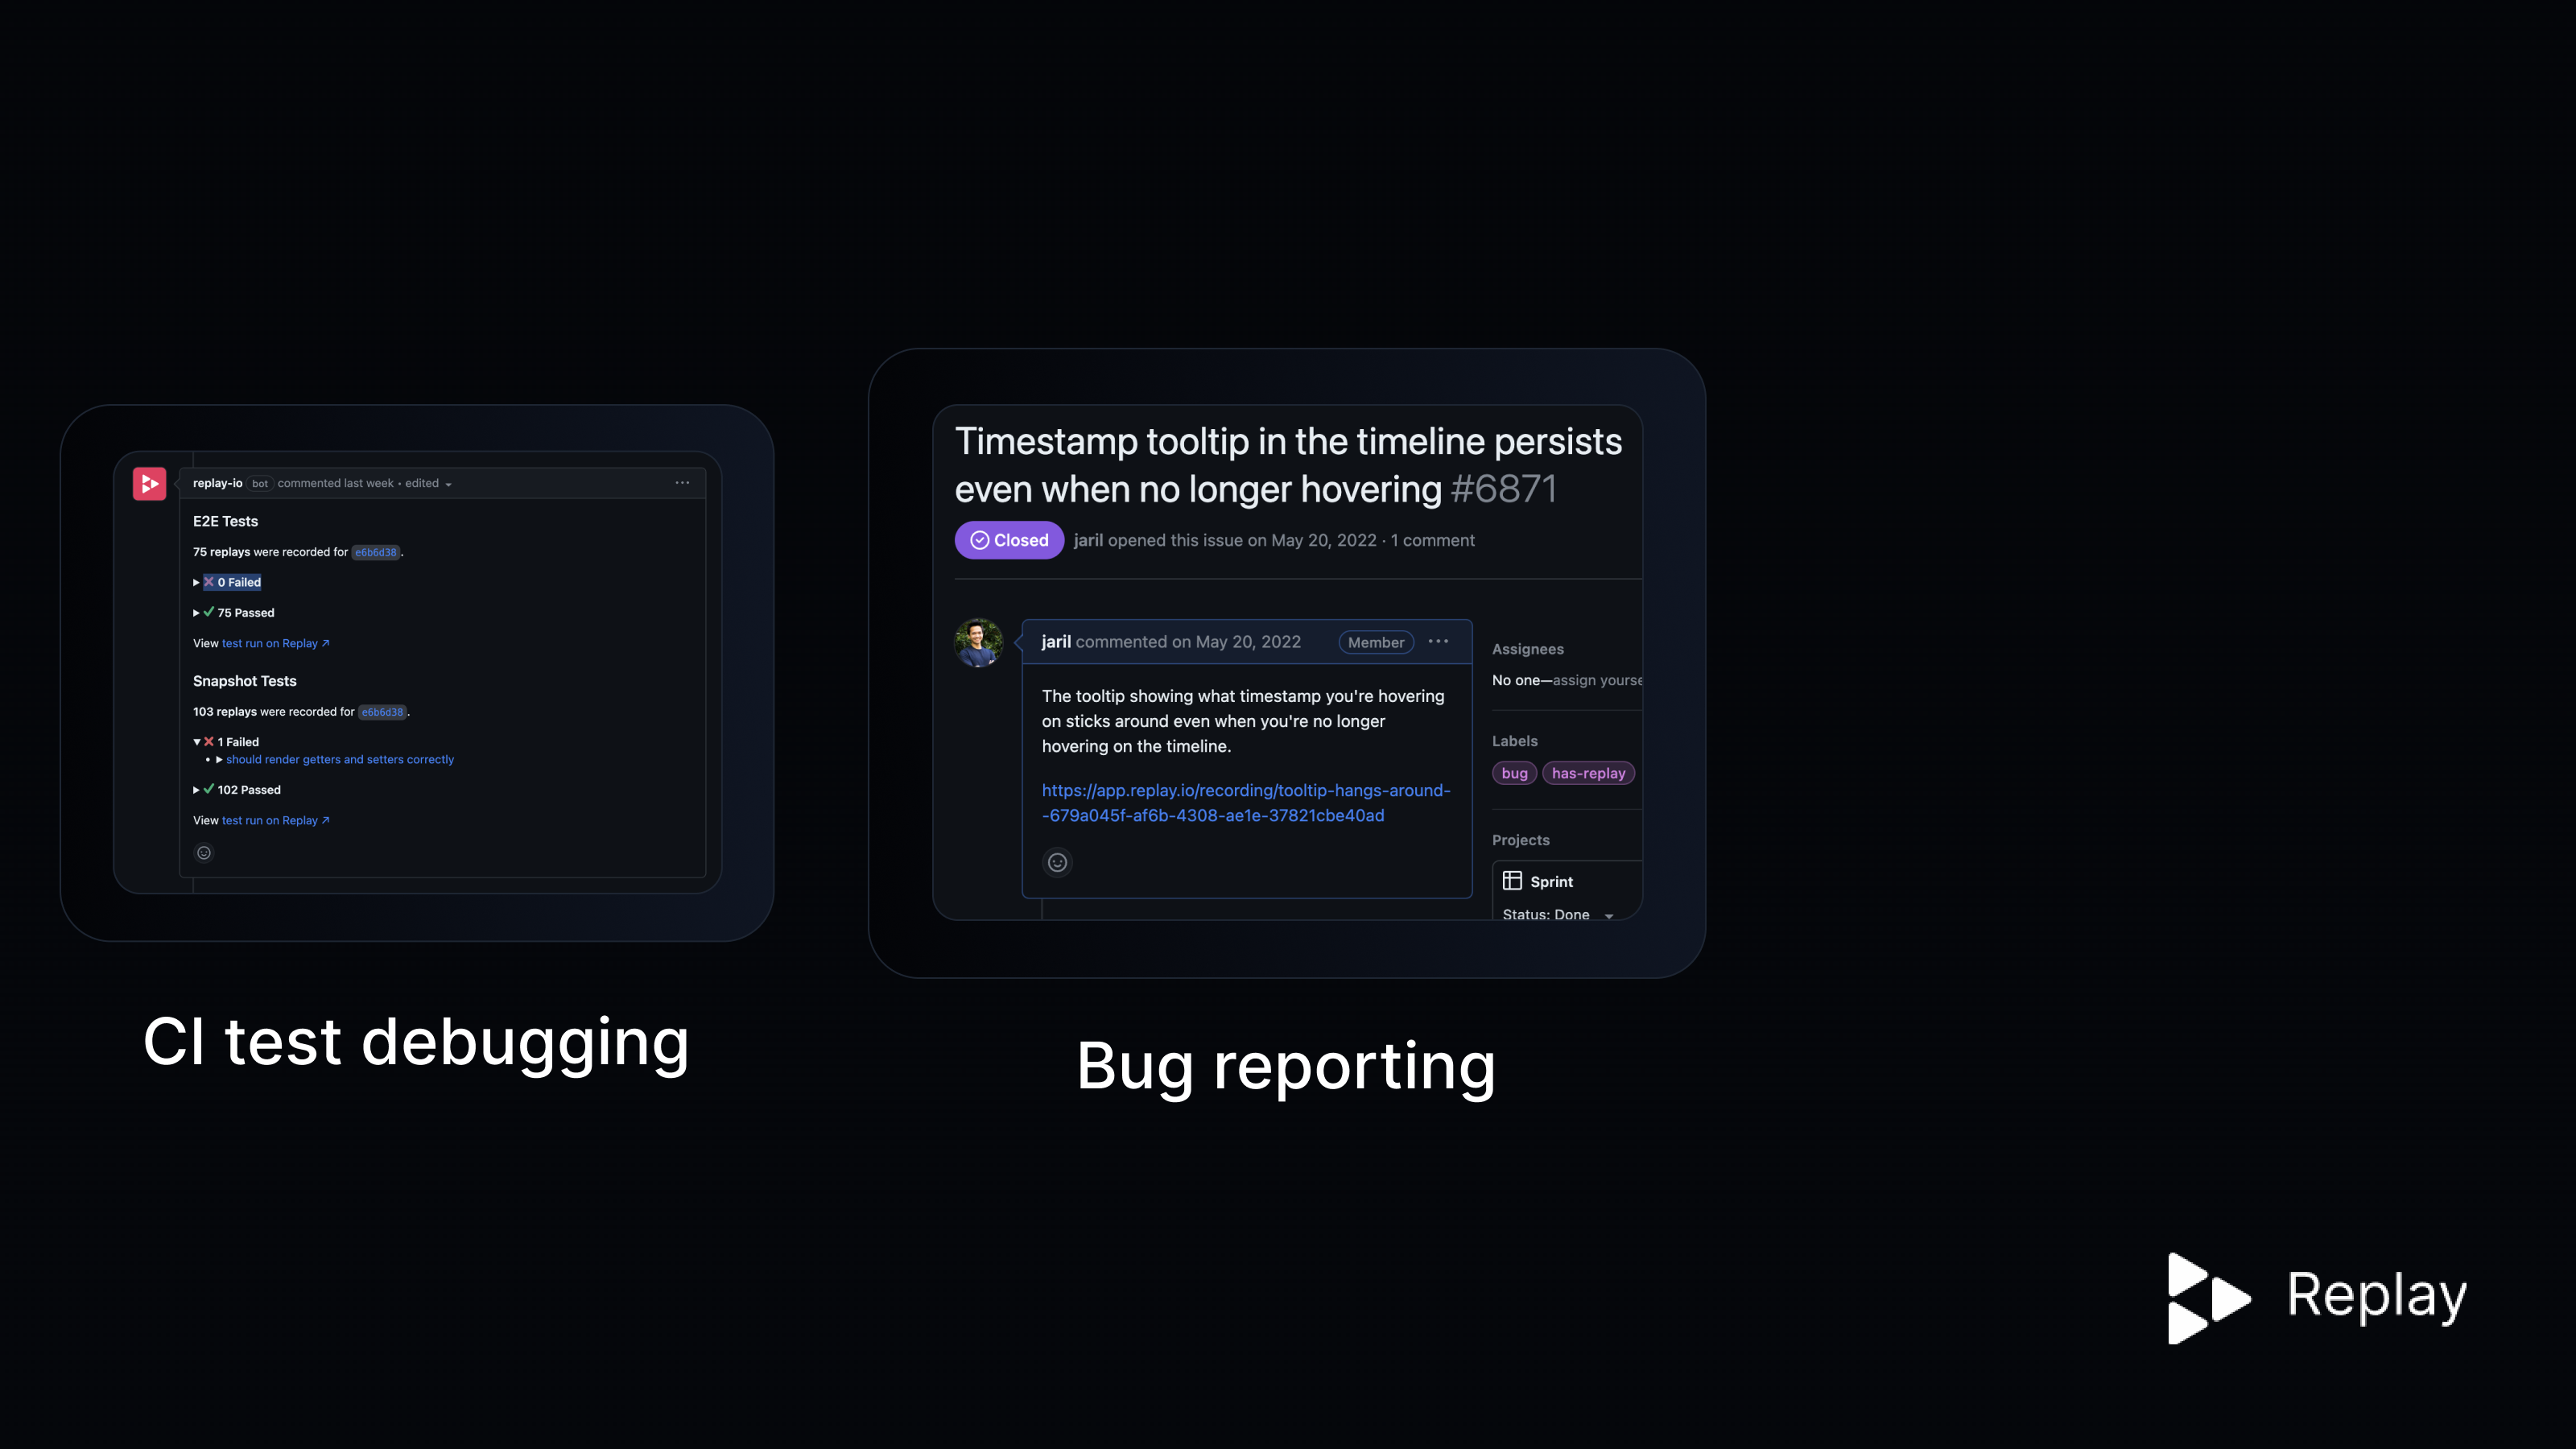 replay-io bot commented last week • edited
E2E Tests
75 replays were recorded for e6b6d38.
0 Failed
75 Passed
View test run on Replay ↗
Snapshot Tests
103 replays were recorded for e6b6d38.
1 Failed
should render getters and setters correctly
102 Passed
View test run on Replay ↗
CI test debugging
Timestamp tooltip in the timeline persists
even when no longer hovering #6871
Closed jaril opened this issue on May 20, 2022 · 1 comment
jaril commented on May 20, 2022 Member
The tooltip showing what timestamp you're hovering
on sticks around even when you're no longer
hovering on the timeline.
https://app.replay.io/recording/tooltip-hangs-around-
-679a045f-af6b-4308-ae1e-37821cbe40ad
Assignees
No one—assign yourse
Labels
bug has-replay
Projects
Sprint
Status: Done
Bug reporting
Replay